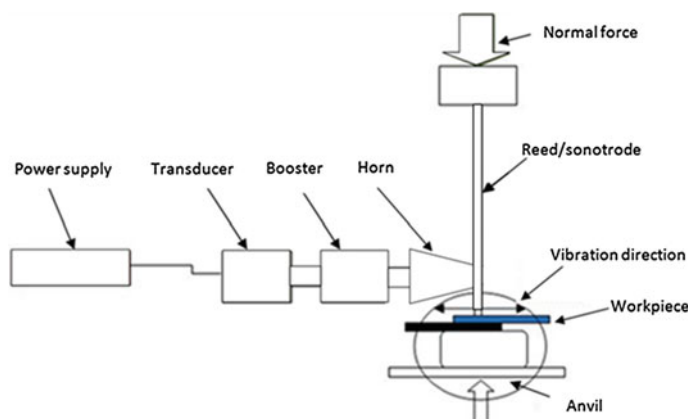 Normal force
Reed/sonotrode
Power supply
Transducer
Booster
Horn
Vibration direction
Workpiece
Anvil